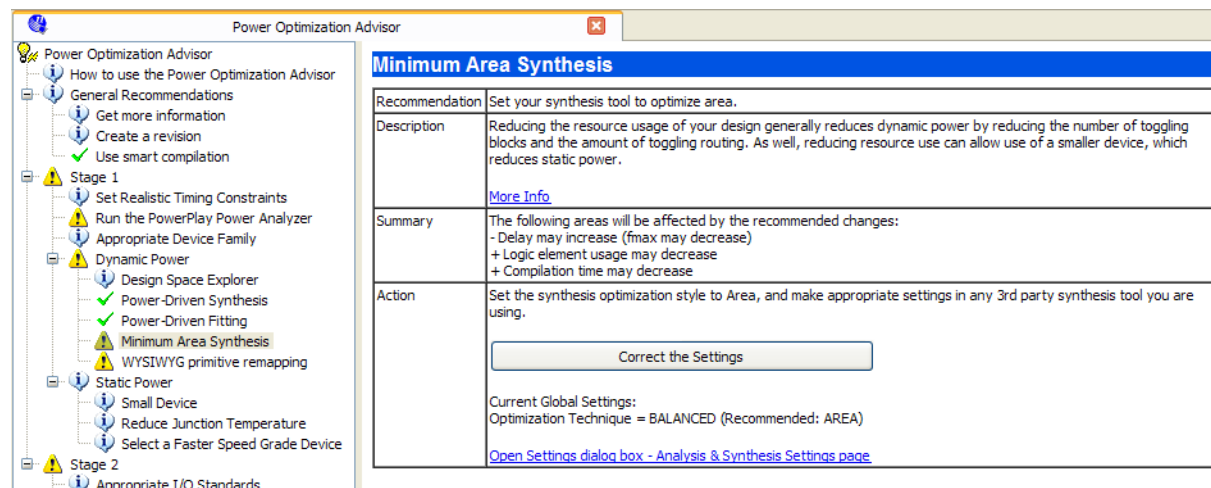 Power Optimization Advisor
Power Optimization Advisor
How to use the Power Optimization Advisor
General Recommendations
Get more information
Create a revision
Use smart compilation
Stage 1
Set Realistic Timing Constraints
Run the PowerPlay Power Analyzer
Appropriate Device Family
Dynamic Power
Design Space Explorer
Power-Driven Synthesis
Power-Driven Fitting
Minimum Area Synthesis
WYSIWYG primitive remapping
Static Power
Small Device
Reduce Junction Temperature
Select a Faster Speed Grade Device
Stage 2
Appropriate I/O Standards
Minimum Area Synthesis
Recommendation Set your synthesis tool to optimize area.
Description Reducing the resource usage of your design generally reduces dynamic power by reducing the number of toggling
blocks and the amount of toggling routing. As well, reducing resource use can allow use of a smaller device, which
reduces static power.
More Info
Summary The following areas will be affected by the recommended changes:
- Delay may increase (fmax may decrease)
+ Logic element usage may decrease
+ Compilation time may decrease
Action Set the synthesis optimization style to Area, and make appropriate settings in any 3rd party synthesis tool you are
using.
Correct the Settings
Current Global Settings:
Optimization Technique = BALANCED (Recommended: AREA)
Open Settings dialog box - Analysis & Synthesis Settings page